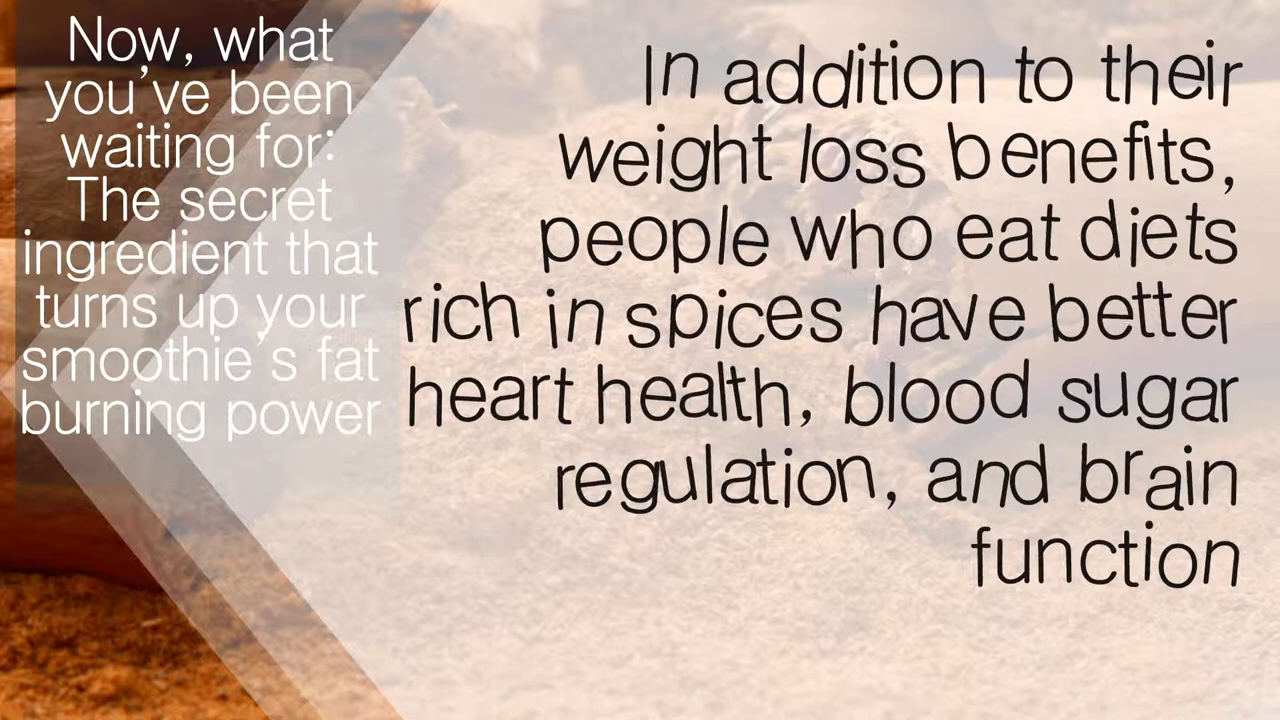 Now, what
you've been
waiting for:
The secret
ingredient that
turns up your
smoothie's fat
burning power
In addition to their
weight loss benefits,
people who eat diets
rich in spices have better
heart health, blood sugar
regulation, and brain
function